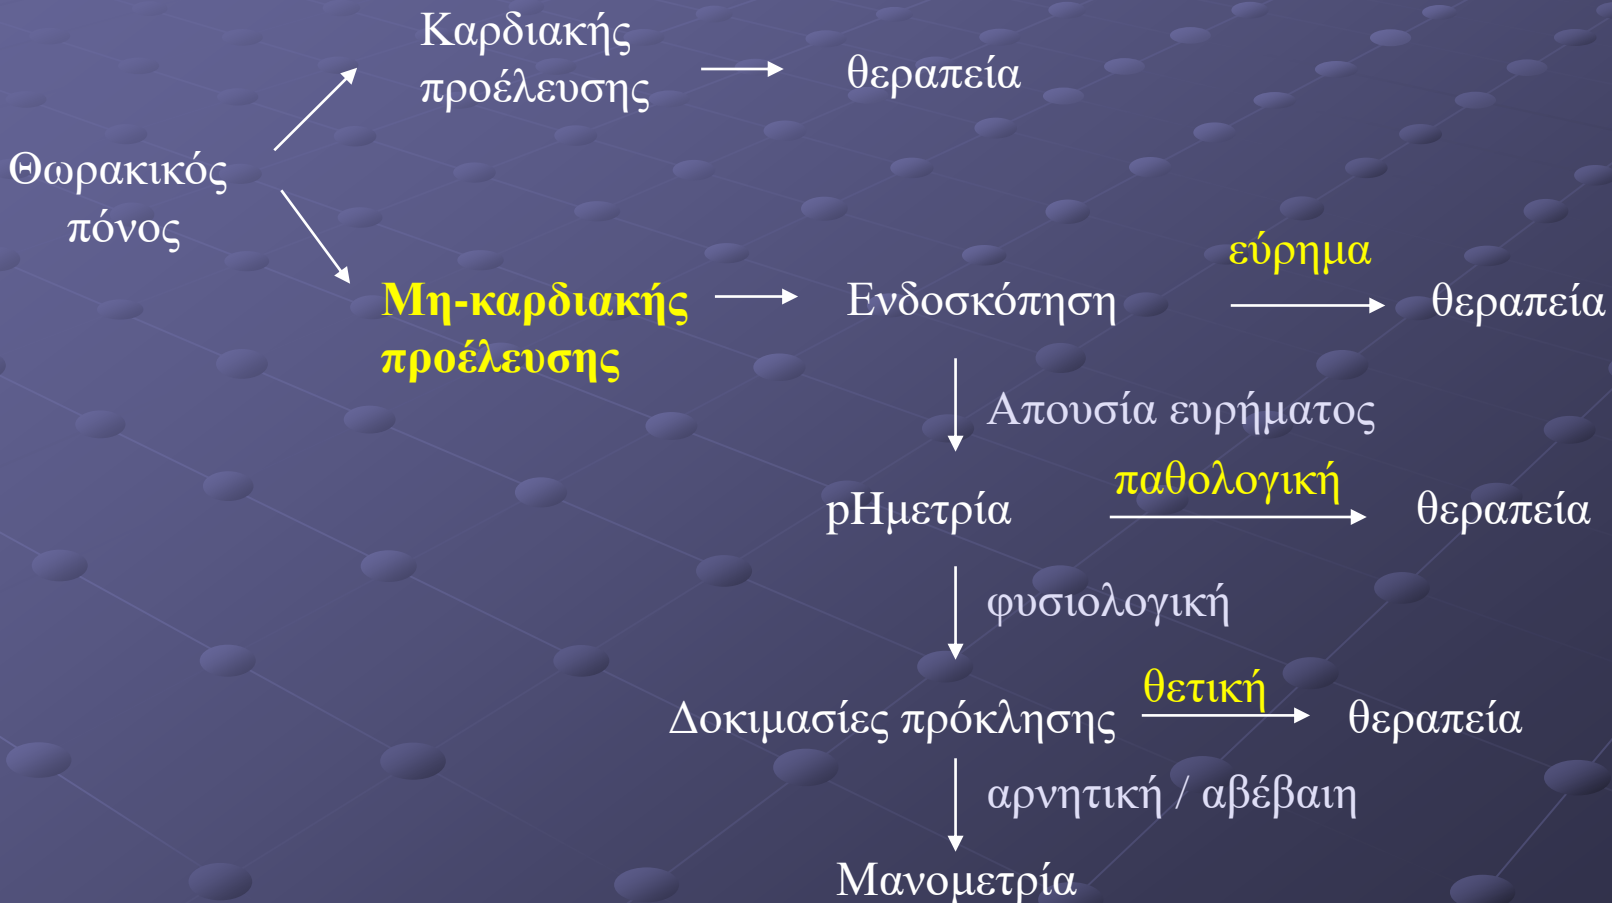 Καρδιακής
προέλευσης
θεραπεία
Θωρακικός
πόνος
εύρημα
Μη-καρδιακής
προέλευσης
Ενδοσκόπηση
θεραπεία
Απουσία ευρήματος
παθολογική
pHμετρία
θεραπεία
φυσιολογική
θετική
Δοκιμασίες πρόκλησης
θεραπεία
αρνητική / αβέβαιη
Μανομετρία